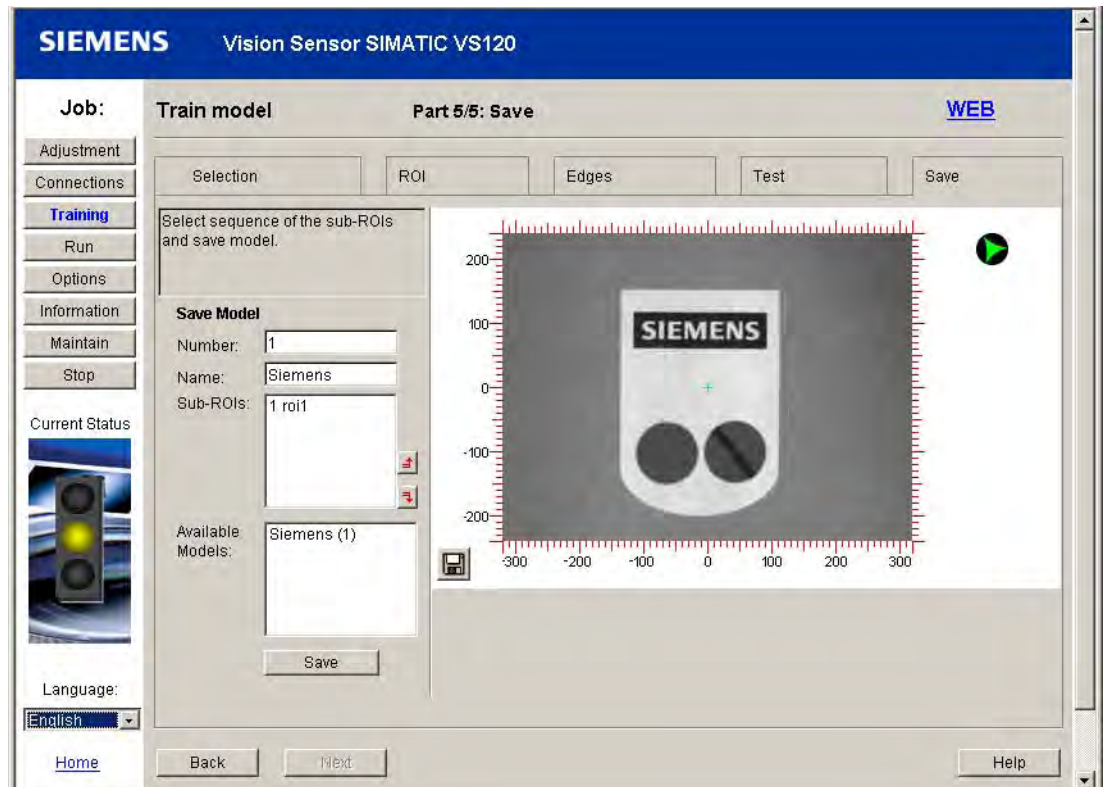 SIEMENS Vision Sensor SIMATIC VS120
Job:
Train model Part 5/5: Save WEB
Adjustment
Connections
Training
Run
Options
Information
Maintain
Stop
Current Status
Language:
English
Home
Selection ROI Edges Test Save
Select sequence of the sub-ROIs
and save model.
Save Model
Number: 1
Name: Siemens
Sub-ROIs: 1 roi1
Available
Models:
Siemens (1)
Save
200
100
0
-100
-200
SIEMENS
-300 -200 -100 0 100 200 300
Back Next Help